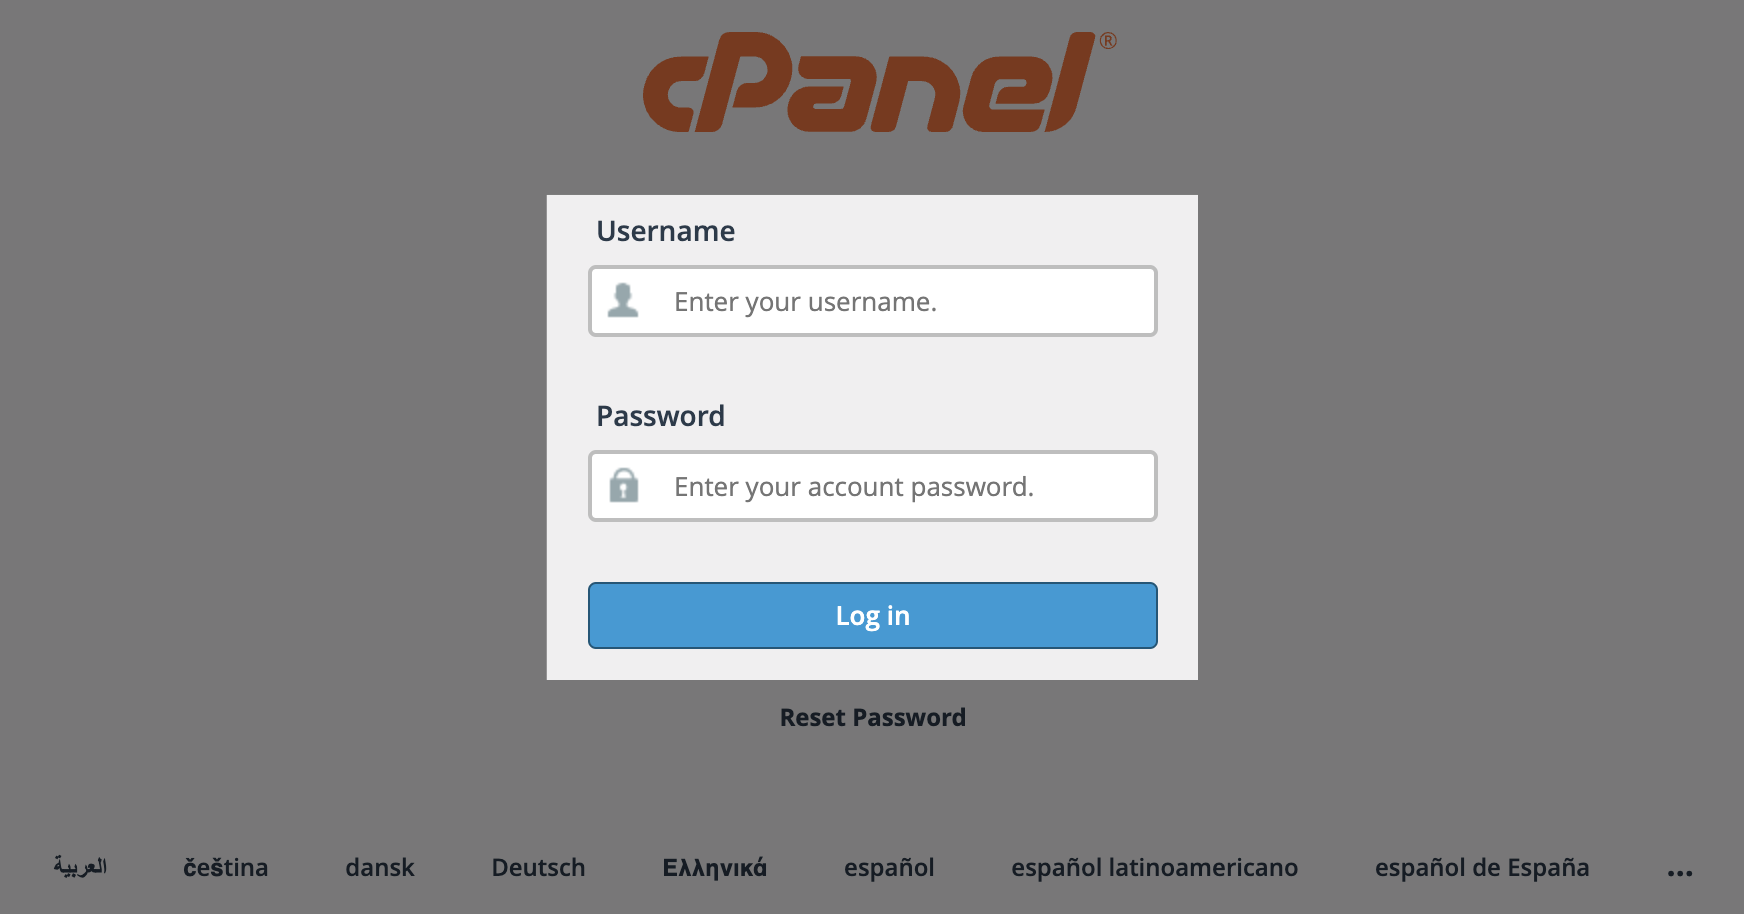 cPanel®
Username
Enter your username.
Password
Enter your account password.
Log in
Reset Password
العربية čeština dansk Deutsch Ελληνικά español español latinoamericano español de España ...